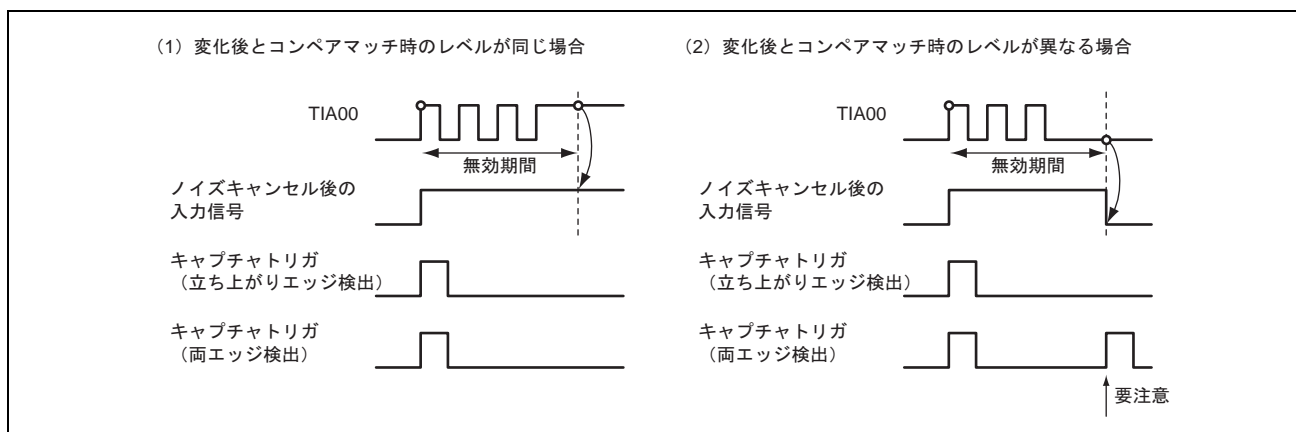 (1) 変化後とコンペアマッチ時のレベルが同じ場合
TIA00
無効期間
ノイズキャンセル後の
入力信号
キャプチャトリガ
(立ち上がりエッジ検出)
キャプチャトリガ
(両エッジ検出)
(2) 変化後とコンペアマッチ時のレベルが異なる場合
TIA00
無効期間
ノイズキャンセル後の
入力信号
キャプチャトリガ
(立ち上がりエッジ検出)
キャプチャトリガ
(両エッジ検出)
要注意